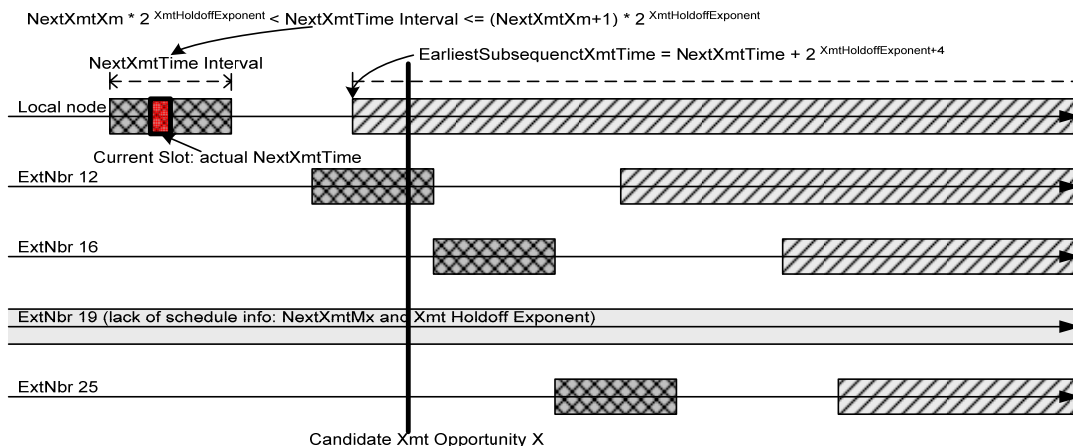 NextXmtXm * 2 XmtHoldoffExponent < NextXmtTime Interval <= (NextXmtXm+1) * 2 XmtHoldoffExponent
EarliestSubsequenctXmtTime = NextXmtTime + 2 XmtHoldoffExponent+4
NextXmtTime Interval
Local node
Current Slot: actual NextXmtTime
ExtNbr 12
ExtNbr 16
ExtNbr 19 (lack of schedule info: NextXmtMx and Xmt Holdoff Exponent)
ExtNbr 25
Candidate Xmt Opportunity X